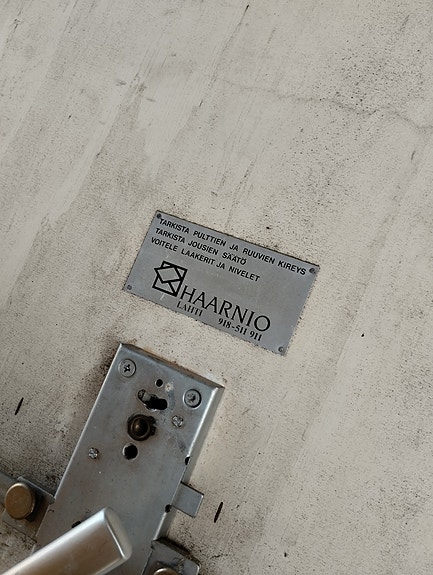 TARKISTA PULTTIEN JA RUUVIEN KIREYS
TARKISTA JOUSIEN SÄÄTÖ
VOITELE LAAKERIT JA NIVELET
HAARNIO
LAHTI 918-511 911